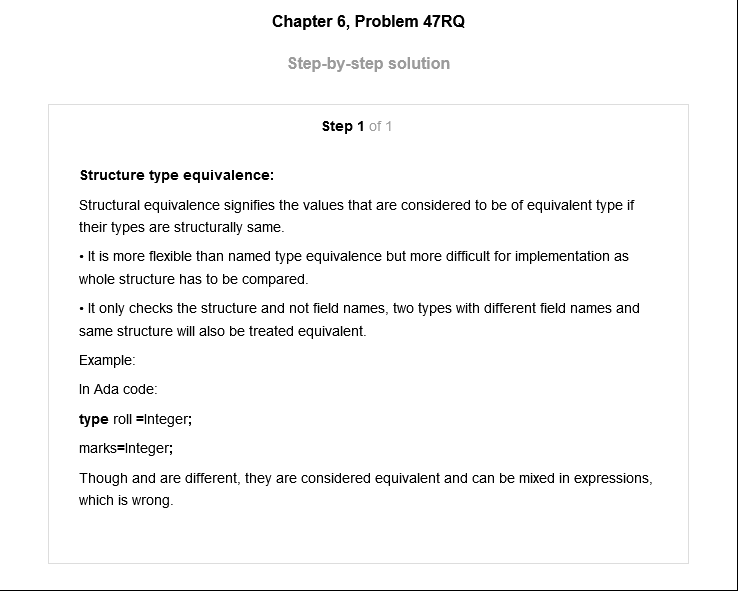 Chapter 6, Problem 47RQ
Step-by-step solution
Step 1 of 1
Structure type equivalence:
Structural equivalence signifies the values that are considered to be of equivalent type if
their types are structurally same.
• It is more flexible than named type equivalence but more difficult for implementation as
whole structure has to be compared.
• It only checks the structure and not field names, two types with different field names and
same structure will also be treated equivalent.
Example:
In Ada code:
type roll =Integer;
marks=Integer;
Though and are different, they are considered equivalent and can be mixed in expressions,
which is wrong.